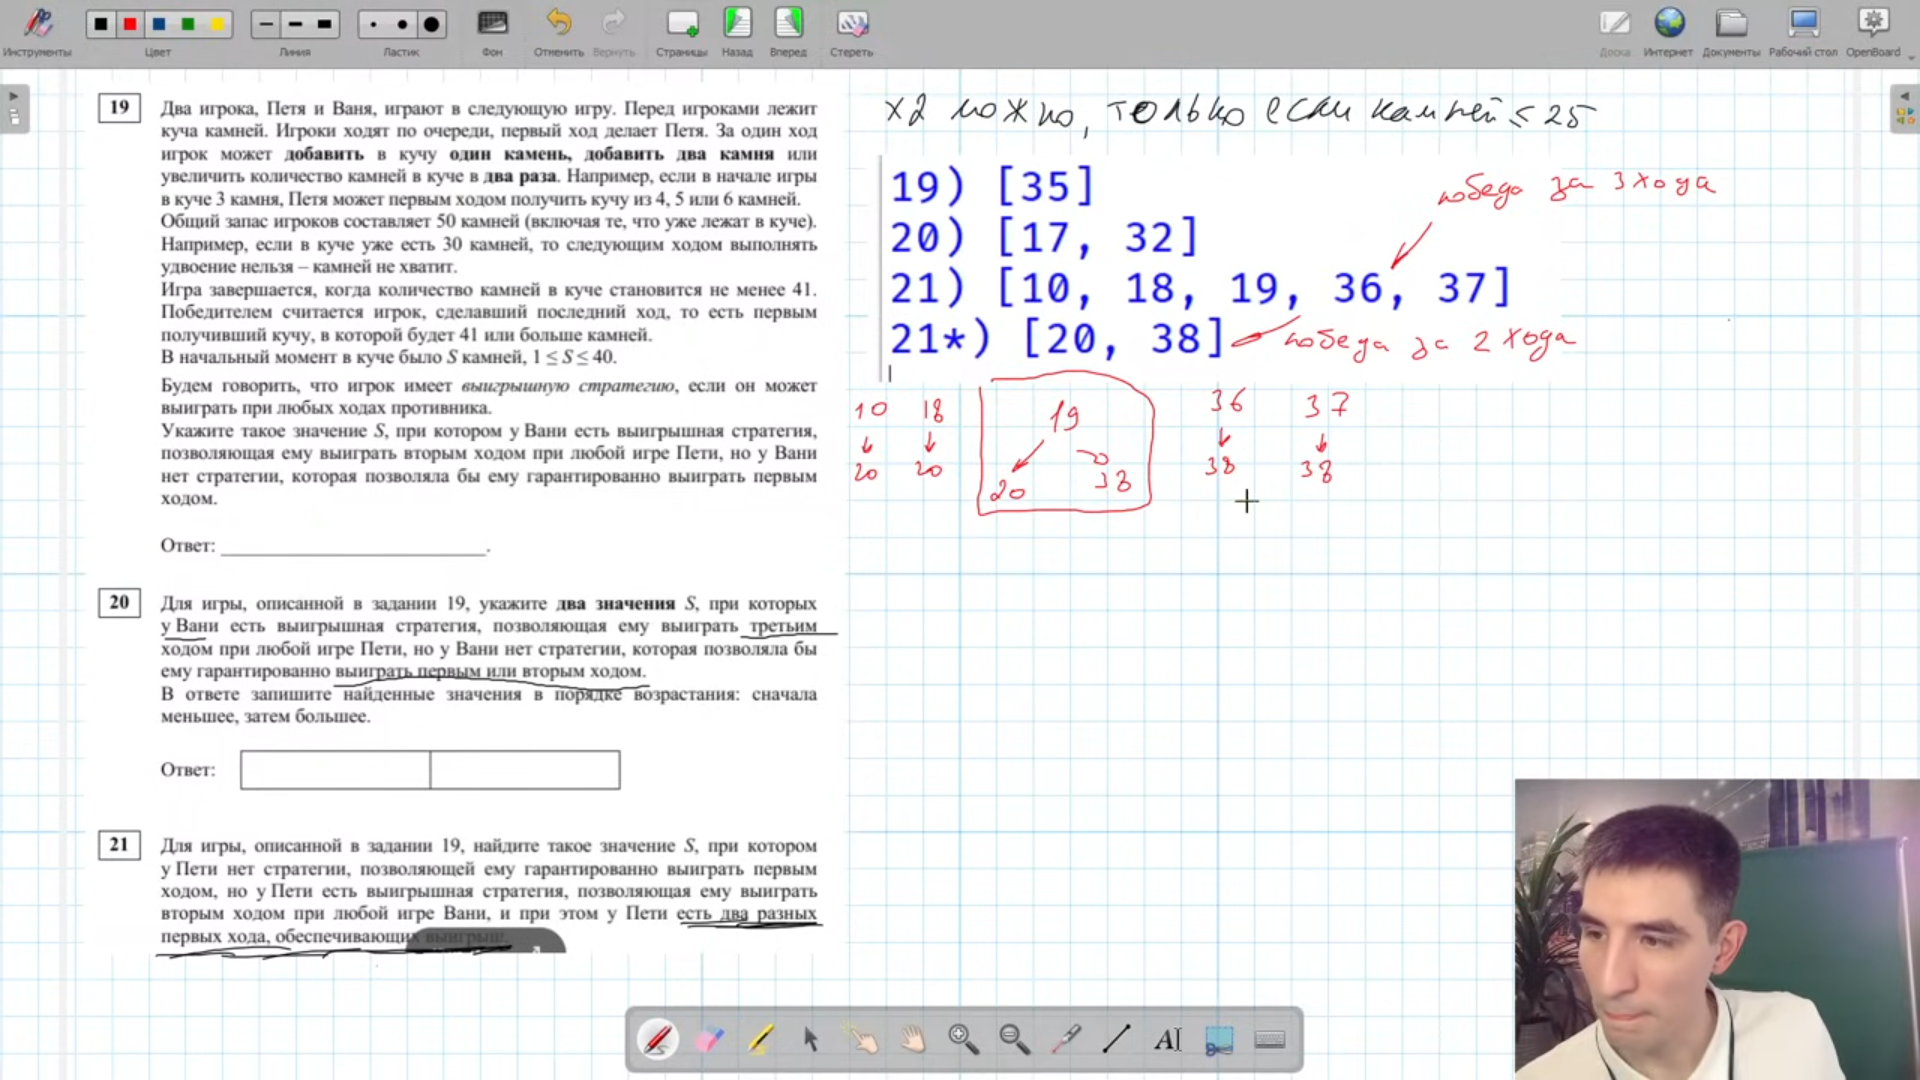 Инструменты
Цвет
Линия
Ластик
Фон
Отменить
Вернуть
Страницы
Назад
Вперед
Стереть
Доска
Интернет
Документы
Рабочий стол
OpenBoard
19
Два игрока, Петя и Ваня, играют в следующую игру. Перед игроками лежит
куча камней. Игроки ходят по очереди, первый ход делает Петя. За один ход
игрок может добавить в кучу один камень, добавить два камня или
увеличить количество камней в куче в два раза. Например, если в начале игры
в куче 3 камня, Петя может первым ходом получить кучу из 4, 5 или 6 камней.
Общий запас игроков составляет 50 камней (включая те, что уже лежат в куче).
Например, если в куче уже есть 30 камней, то следующим ходом выполнять
удвоение нельзя – камней не хватит.
Игра завершается, когда количество камней в куче становится не менее 41.
Победителем считается игрок, сделавший последний ход, то есть первым
получивший кучу, в которой будет 41 или больше камней.
В начальный момент в куче было S камней, 1 ≤ S ≤ 40.
Будем говорить, что игрок имеет выигрышную стратегию, если он может
выиграть при любых ходах противника.
Укажите такое значение S, при котором у Вани есть выигрышная стратегия,
позволяющая ему выиграть вторым ходом при любой игре Пети, но у Вани
нет стратегии, которая позволяла бы ему гарантированно выиграть первым
ходом.
Ответ: .
20
Для игры, описанной в задании 19, укажите два значения S, при которых
у Вани есть выигрышная стратегия, позволяющая ему выиграть третьим
ходом при любой игре Пети, но у Вани нет стратегии, которая позволяла бы
ему гарантированно выиграть первым или вторым ходом.
В ответе запишите найденные значения в порядке возрастания: сначала
меньшее, затем большее.
Ответ:
21
Для игры, описанной в задании 19, найдите такое значение S, при котором
у Пети нет стратегии, позволяющей ему гарантированно выиграть первым
ходом, но у Пети есть выигрышная стратегия, позволяющая ему выиграть
вторым ходом при любой игре Вани, и при этом у Пети есть два разных
первых хода, обеспечивающих выигрыш.
х2 можно, только если камней ≤ 25
19) [35]
20) [17, 32]
21) [10, 18, 19, 36, 37]
21*) [20, 38]
победа за 3 хода
победа за 2 хода
10 18 19 36 37
20 20 20 38 38 38